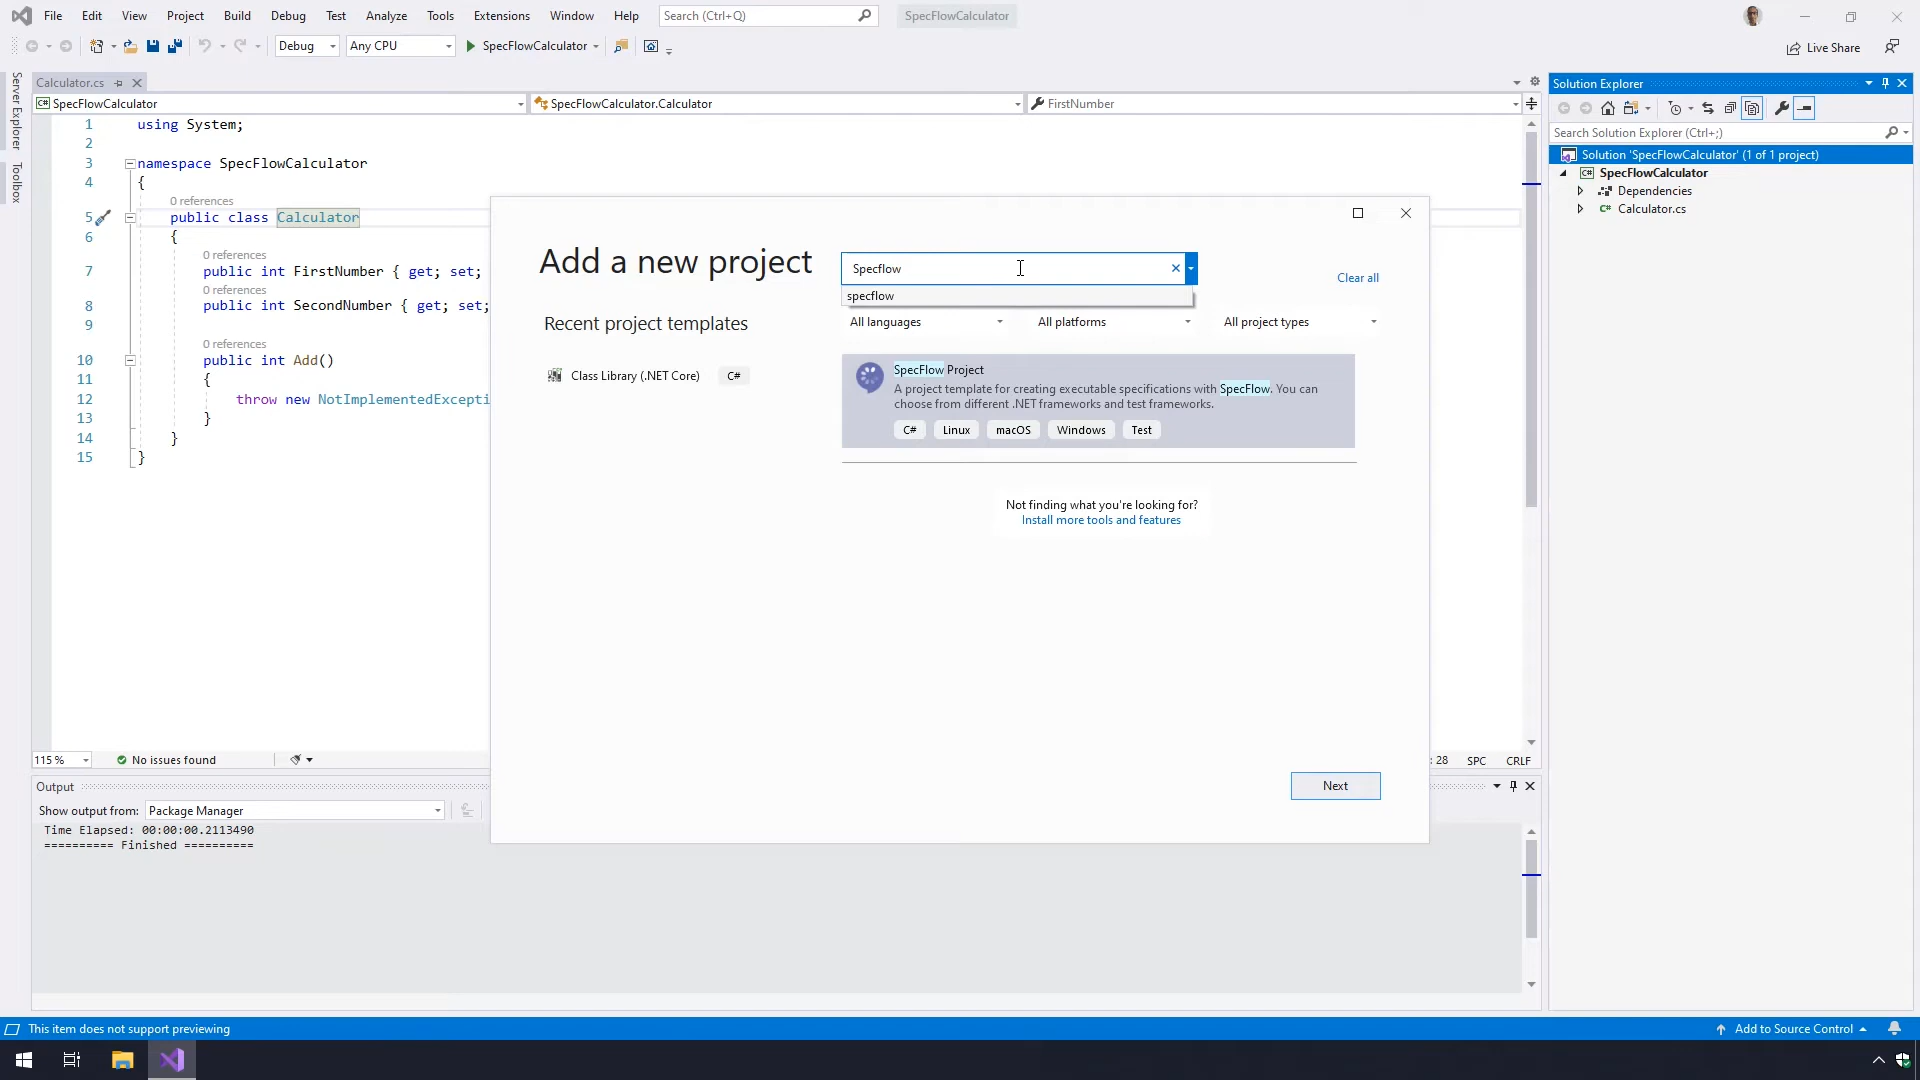 File Edit View Project Build Debug Test Analyze Tools Extensions Window Help Search (Ctrl+Q) SpecFlowCalculator
Debug Any CPU SpecFlowCalculator Live Share
Server Explorer
Toolbox
Calculator.cs
SpecFlowCalculator SpecFlowCalculator.Calculator FirstNumber
1 using System;
2
3 namespace SpecFlowCalculator
4 {
0 references
5 public class Calculator
6 {
0 references
7 public int FirstNumber { get; set;
0 references
8 public int SecondNumber { get; set;
9
0 references
10 public int Add()
11 {
12 throw new NotImplementedExcepti
13 }
14 }
15 }
115 % No issues found
: 28 SPC CRLF
Add a new project
Specflow
specflow
Clear all
Recent project templates
All languages All platforms All project types
Class Library (.NET Core) C#
SpecFlow Project
A project template for creating executable specifications with SpecFlow. You can
choose from different .NET frameworks and test frameworks.
C# Linux macOS Windows Test
Not finding what you're looking for?
Install more tools and features
Next
Output
Show output from: Package Manager
Time Elapsed: 00:00:00.2113490
========== Finished ==========
Solution Explorer
Search Solution Explorer (Ctrl+;)
Solution 'SpecFlowCalculator' (1 of 1 project)
C# SpecFlowCalculator
Dependencies
C# Calculator.cs
This item does not support previewing Add to Source Control